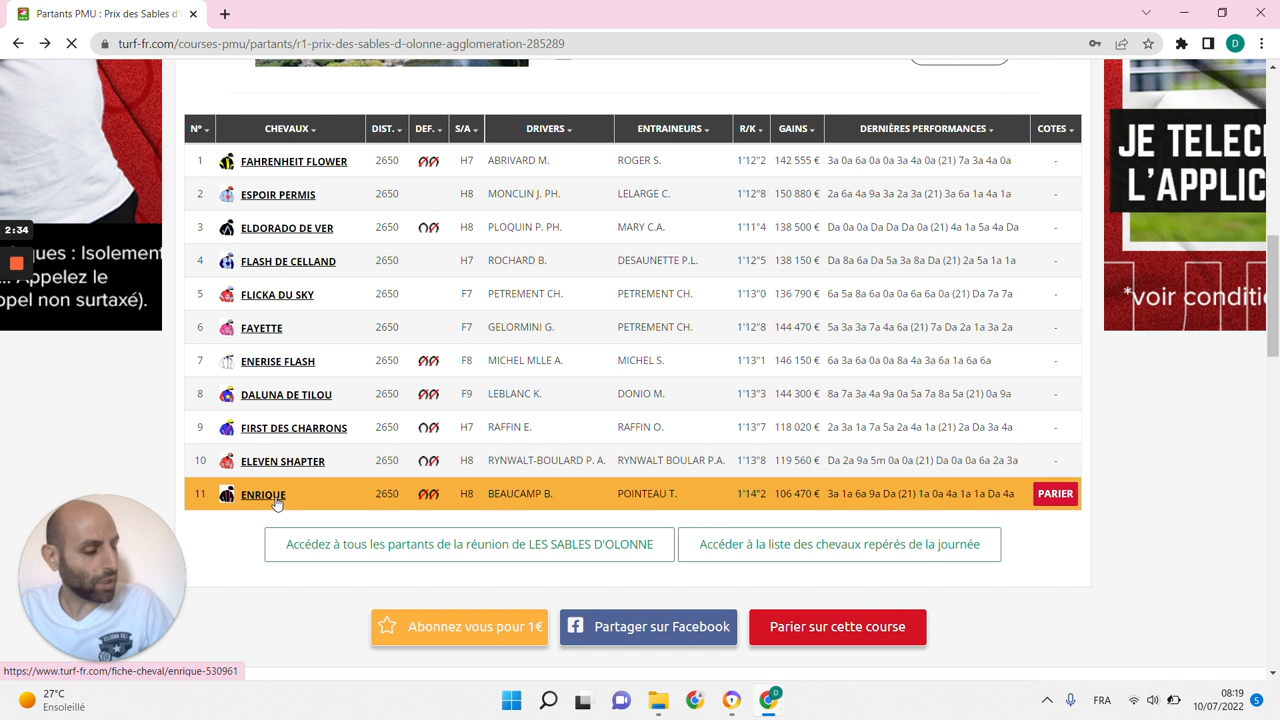 Partants PMU : Prix des Sables d'
turf-fr.com/courses-pmu/partants/r1-prix-des-sables-d-olonne-agglomeration-285289
D
N° CHEVAUX DIST. DEF. S/A DRIVERS ENTRAINEURS R/K GAINS DERNIÈRES PERFORMANCES COTES
1 FAHRENHEIT FLOWER 2650 H7 ABRIVARD M. ROGER S. 1'12"2 142 555 € 3a 0a 6a 0a 0a 3a 4a 0a (21) 7a 3a 4a 0a -
2 ESPOIR PERMIS 2650 H8 MONCLIN J. PH. LELARGE C. 1'12"8 150 880 € 2a 6a 4a 9a 3a 2a 3a (21) 3a 6a 1a 4a 1a -
3 ELDORADO DE VER 2650 H8 PLOQUIN P. PH. MARY C.A. 1'11"4 138 500 € Da 0a 0a Da Da Da 0a (21) 4a 1a 5a 4a Da -
4 FLASH DE CELLAND 2650 H7 ROCHARD B. DESAUNETTE P.L. 1'12"5 138 150 € Da 8a 6a Da 5a 3a 8a Da (21) 2a 5a 1a 1a -
5 FLICKA DU SKY 2650 F7 PETREMENT CH. PETREMENT CH. 1'13"0 136 790 € 6a 5a 8a 6a 0a 0a 6a 6a 0a (21) Da 7a 7a -
6 FAYETTE 2650 F7 GELORMINI G. PETREMENT CH. 1'12"8 144 470 € 5a 3a 3a 7a 4a 6a (21) 7a Da 2a 1a 3a 2a -
7 ENERISE FLASH 2650 F8 MICHEL MLLE A. MICHEL S. 1'13"1 146 150 € 6a 3a 6a 0a 0a 8a 4a 3a 6a 1a 6a 6a -
8 DALUNA DE TILOU 2650 F9 LEBLANC K. DONIO M. 1'13"3 144 300 € 8a 7a 3a 4a 9a 0a 5a 7a 8a 5a (21) 0a 9a -
9 FIRST DES CHARRONS 2650 H7 RAFFIN E. RAFFIN O. 1'13"7 118 020 € 2a 3a 1a 7a 5a 2a 4a 1a (21) 2a Da 3a 4a -
10 ELEVEN SHAPTER 2650 H8 RYNWALT-BOULARD P. A. RYNWALT BOULAR P.A. 1'13"8 119 560 € Da 2a 9a 5m 0a 0a (21) Da 0a 0a 6a 2a 3a -
11 ENRIQUE 2650 H8 BEAUCAMP B. POINTEAU T. 1'14"2 106 470 € 3a 1a 6a 9a Da (21) 1a 0a 4a 1a 1a Da 4a PARIER
JE TELEC
L'APPLIC
2:34
ques : Isolement
Appelez le
ppel non surtaxé).
*voir conditi
Accédez à tous les partants de la réunion de LES SABLES D'OLONNE Accéder à la liste des chevaux repérés de la journée
Abonnez vous pour 1€ Partager sur Facebook Parier sur cette course
https://www.turf-fr.com/fiche-cheval/enrique-530961
27°C
Ensoleillé
D
FRA
08:19
10/07/2022
5